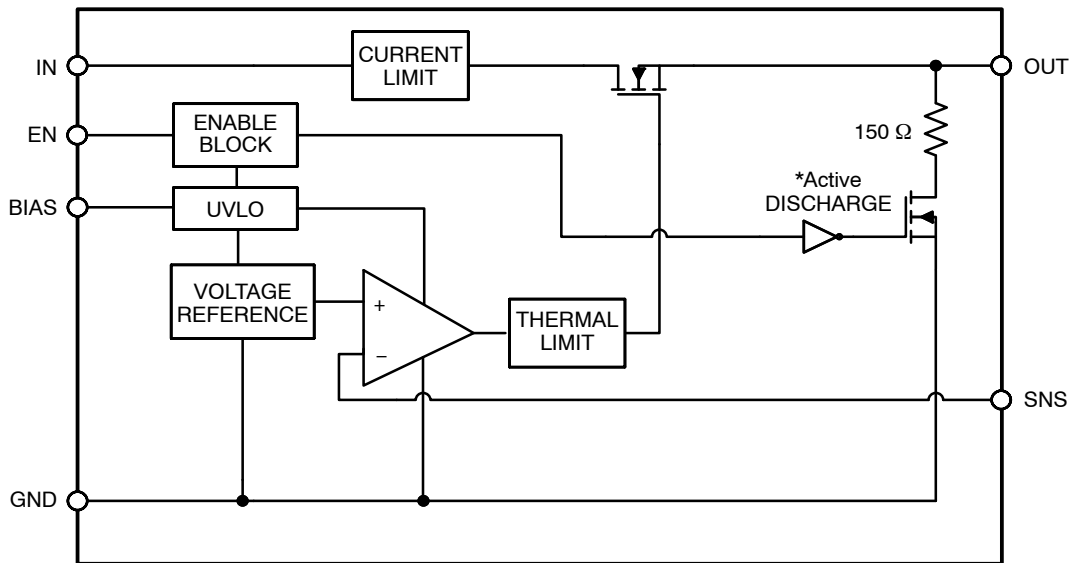 IN
CURRENT
LIMIT
OUT
EN
ENABLE
BLOCK
150 Ω
*Active
DISCHARGE
BIAS
UVLO
VOLTAGE
REFERENCE
+
−
THERMAL
LIMIT
SNS
GND